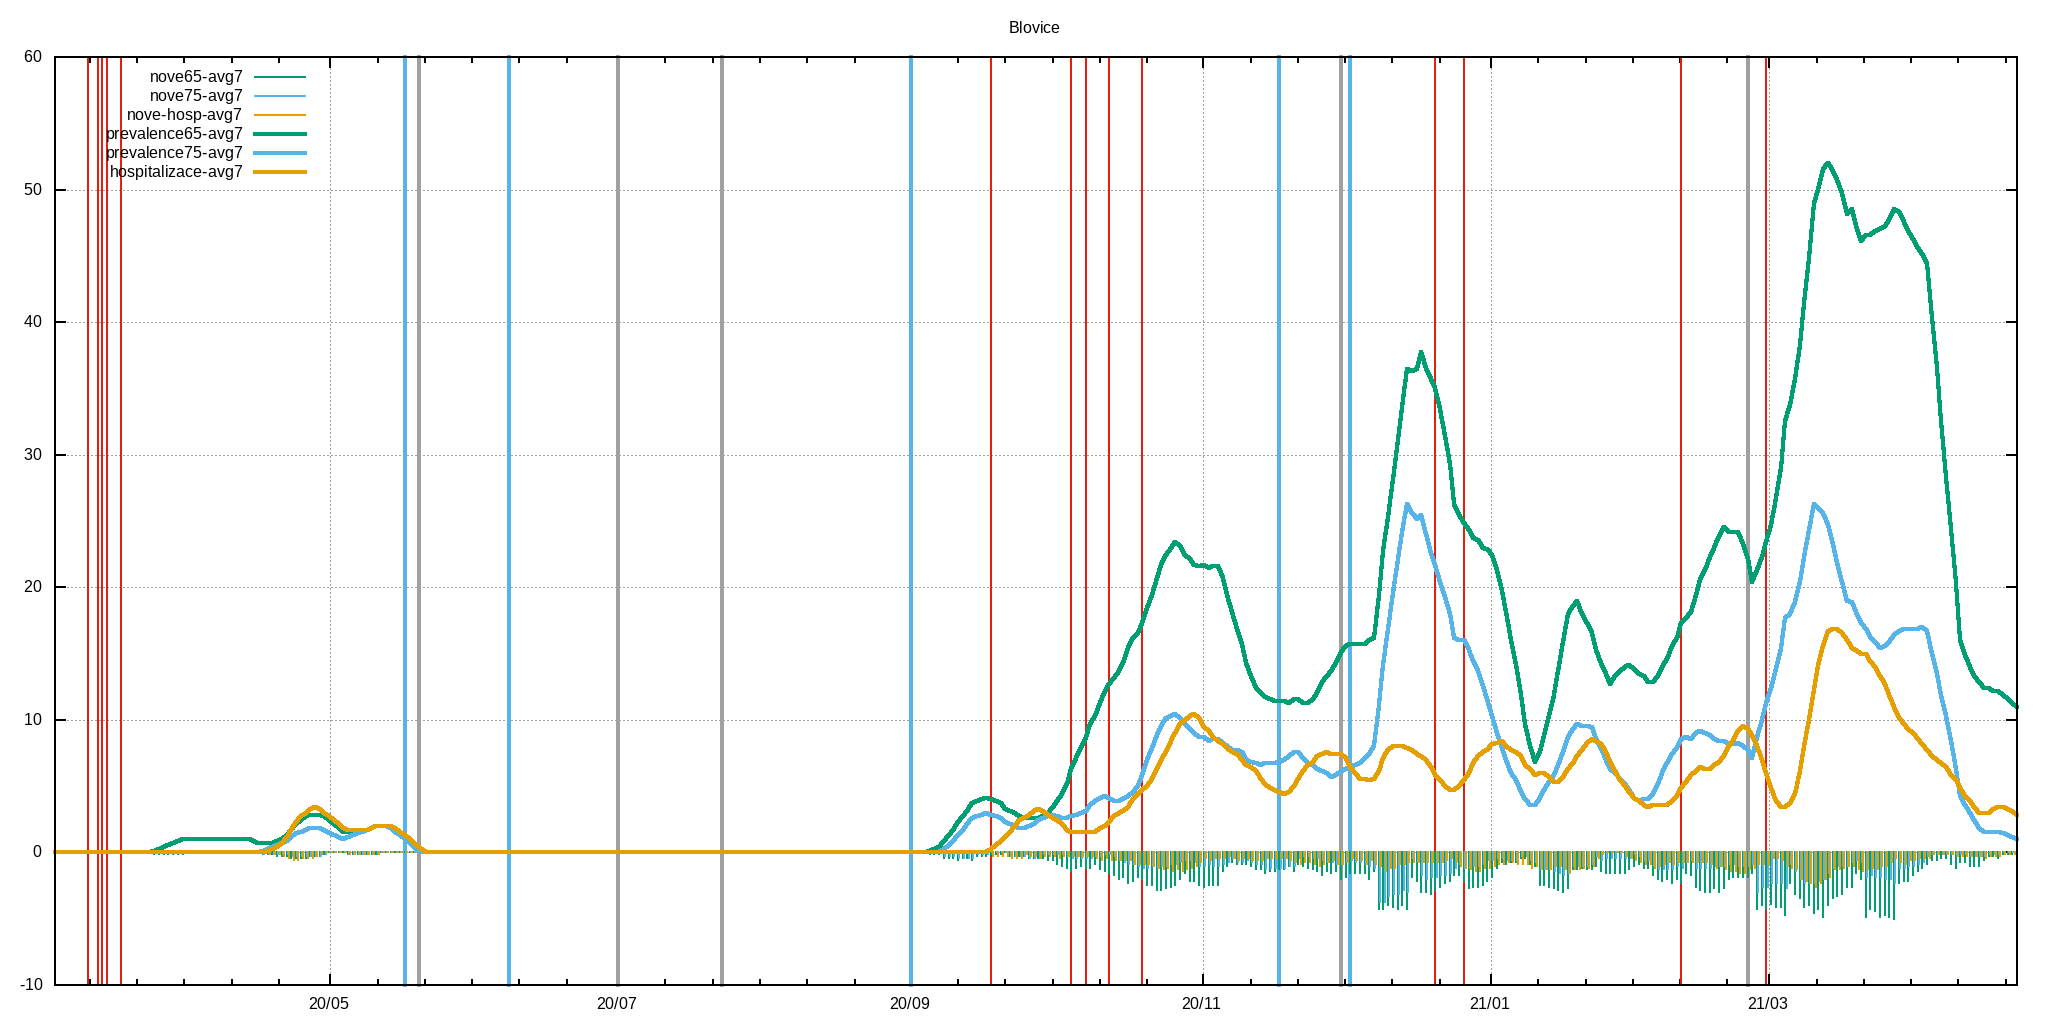 Blovice
60
nove65-avg7
nove75-avg7
nove-hosp-avg7
prevalence65-avg7
prevalence75-avg7
hospitalizace-avg7
50
40
30
20
10
0
-10
20/05 20/07 20/09 20/11 21/01 21/03